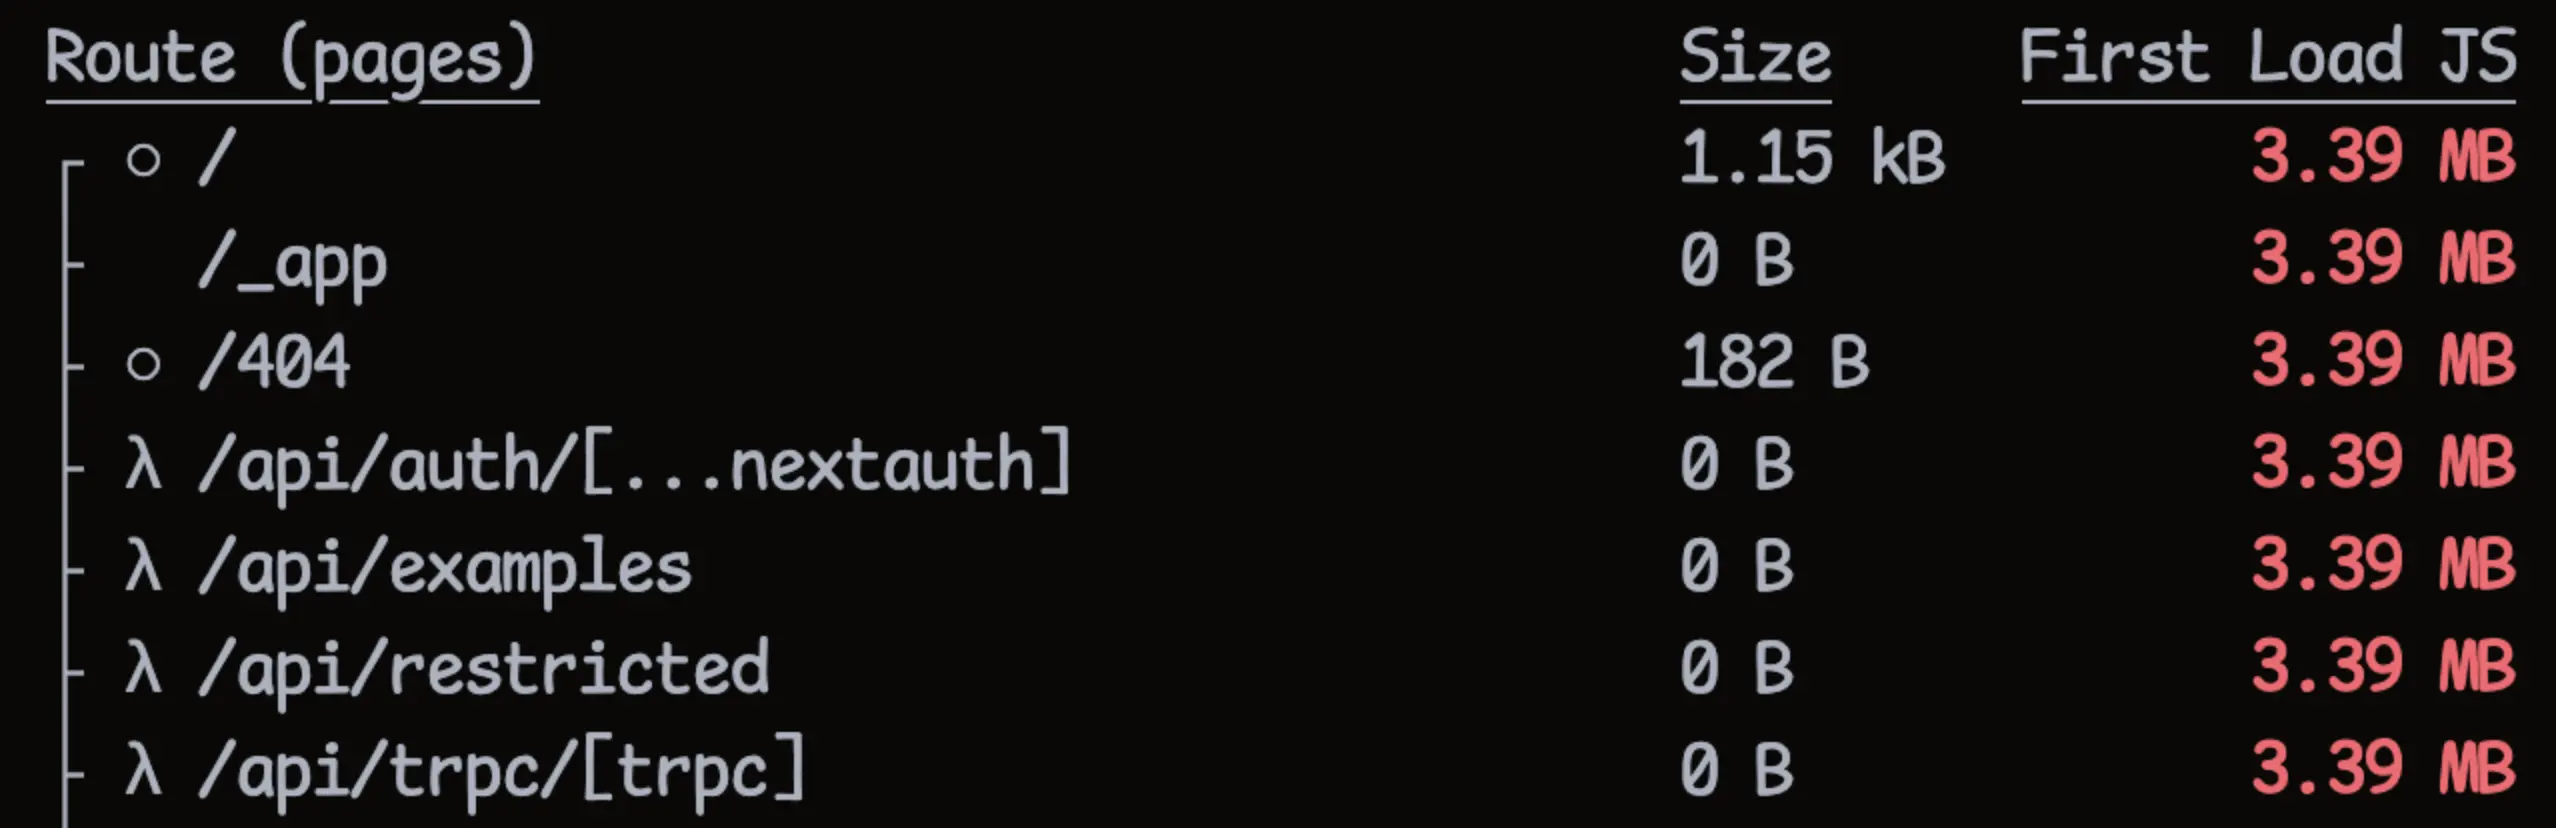 Route (pages) Size First Load JS
┌ ○ / 1.15 kB 3.39 MB
├ /_app 0 B 3.39 MB
├ ○ /404 182 B 3.39 MB
├ λ /api/auth/[...nextauth] 0 B 3.39 MB
├ λ /api/examples 0 B 3.39 MB
├ λ /api/restricted 0 B 3.39 MB
├ λ /api/trpc/[trpc] 0 B 3.39 MB